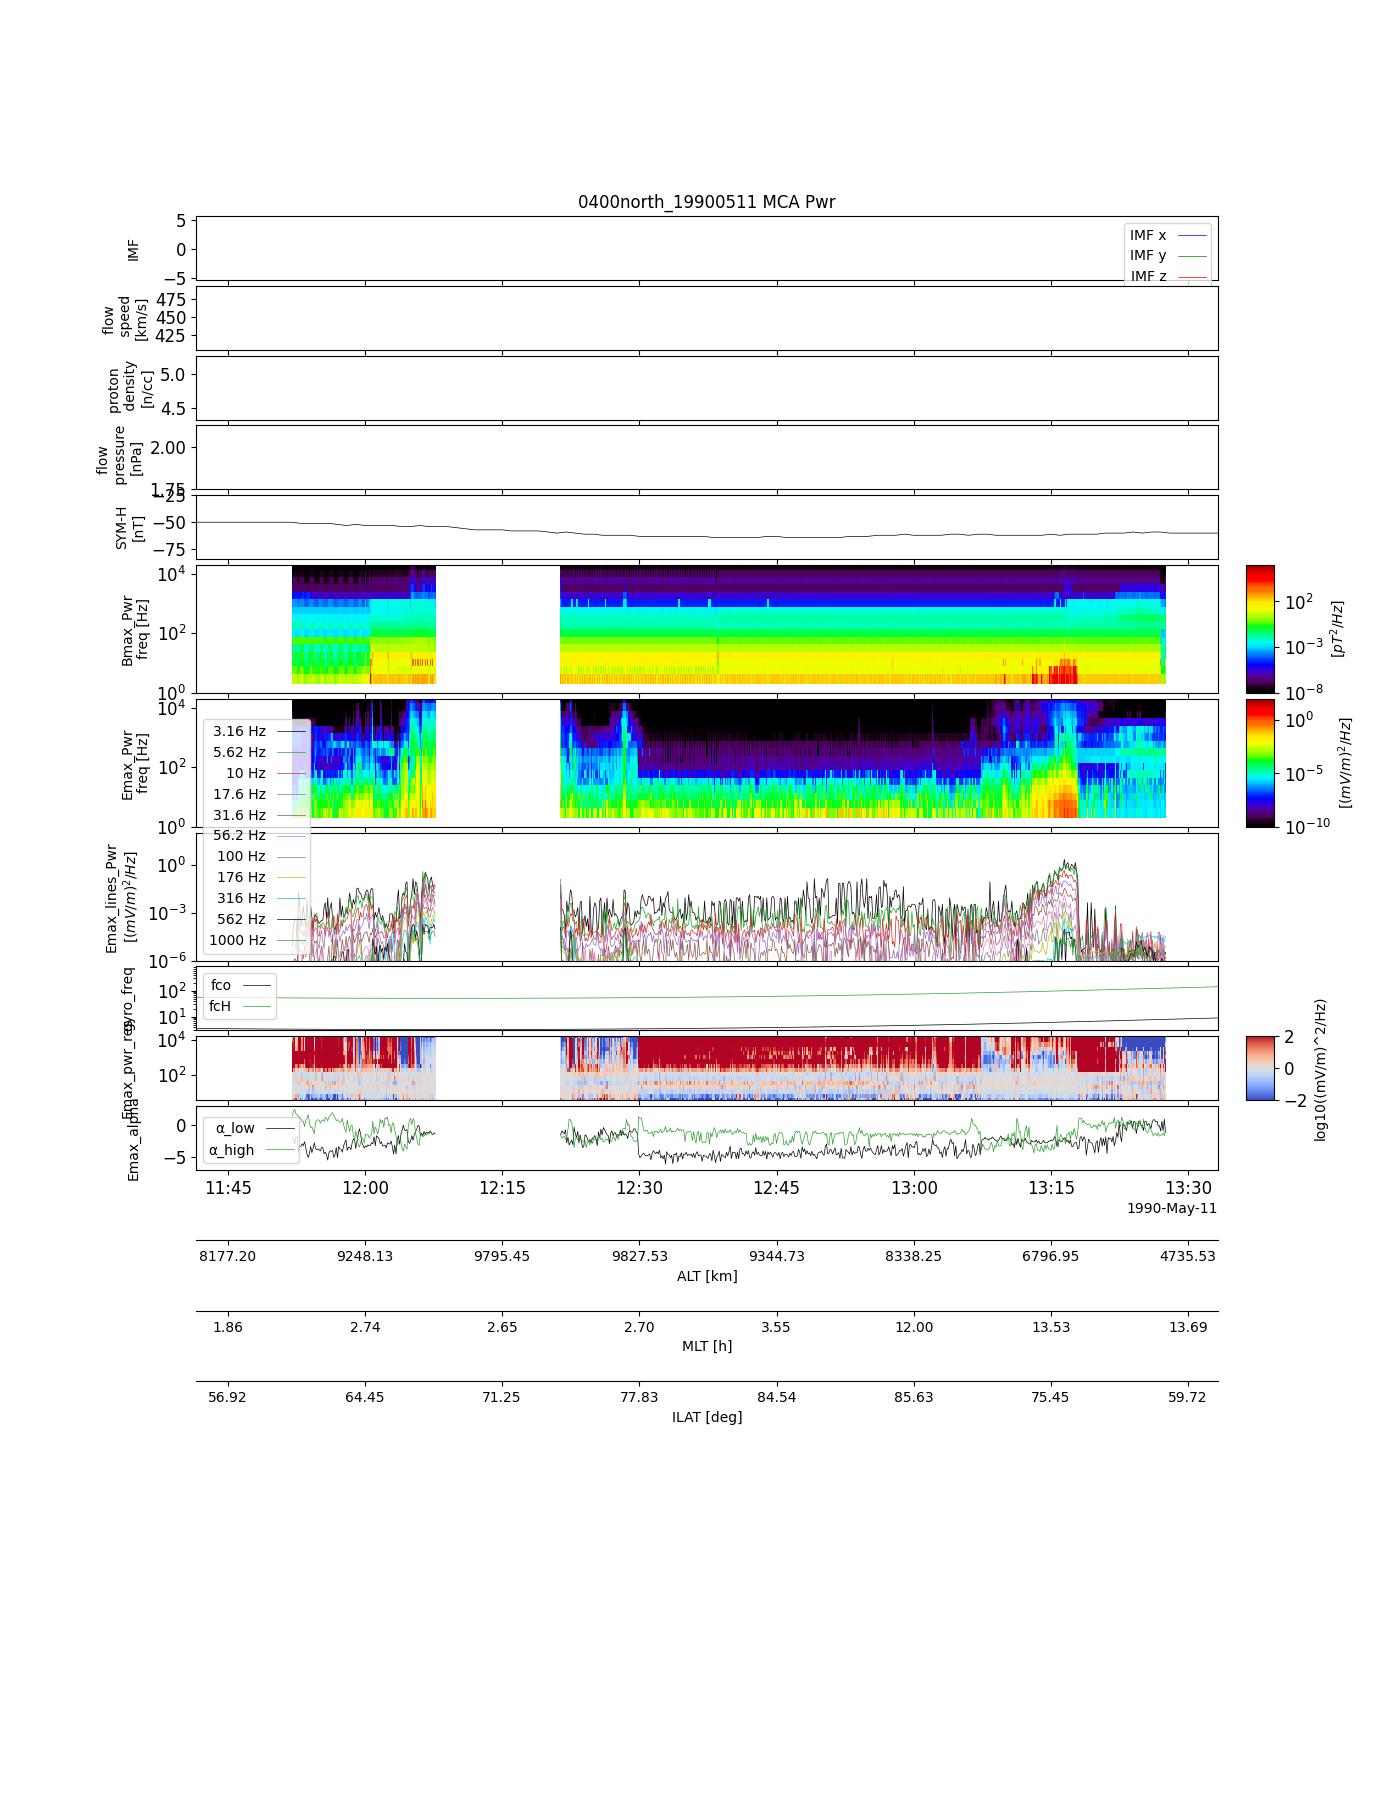 0400north_19900511 MCA Pwr
5
0
−5
IMF
IMF x
IMF y
IMF z
475
450
425
flow
speed
[km/s]
5.0
4.5
proton
density
[n/cc]
2.00
1.75
flow
pressure
[nPa]
−25
−50
−75
SYM-H
[nT]
10^4
10^2
10^0
Bmax_Pwr
freq [Hz]
10^2
10^−3
10^−8
[pT^2/Hz]
10^4
10^2
10^0
Emax_Pwr
freq [Hz]
10^0
10^−5
10^−10
[(mV/m)^2/Hz]
3.16 Hz
5.62 Hz
10 Hz
17.6 Hz
31.6 Hz
56.2 Hz
100 Hz
176 Hz
316 Hz
562 Hz
1000 Hz
10^0
10^−3
10^−6
Emax_lines_Pwr
[(mV/m)^2/Hz]
10^2
10^1
gyro_freq
fco
fcH
10^4
10^2
Emax_pwr_reg
2
0
−2
log10((mV/m)^2/Hz)
0
−5
Emax_alpha
α_low
α_high
11:45 12:00 12:15 12:30 12:45 13:00 13:15 13:30
1990-May-11
8177.20 9248.13 9795.45 9827.53 9344.73 8338.25 6796.95 4735.53
ALT [km]
1.86 2.74 2.65 2.70 3.55 12.00 13.53 13.69
MLT [h]
56.92 64.45 71.25 77.83 84.54 85.63 75.45 59.72
ILAT [deg]